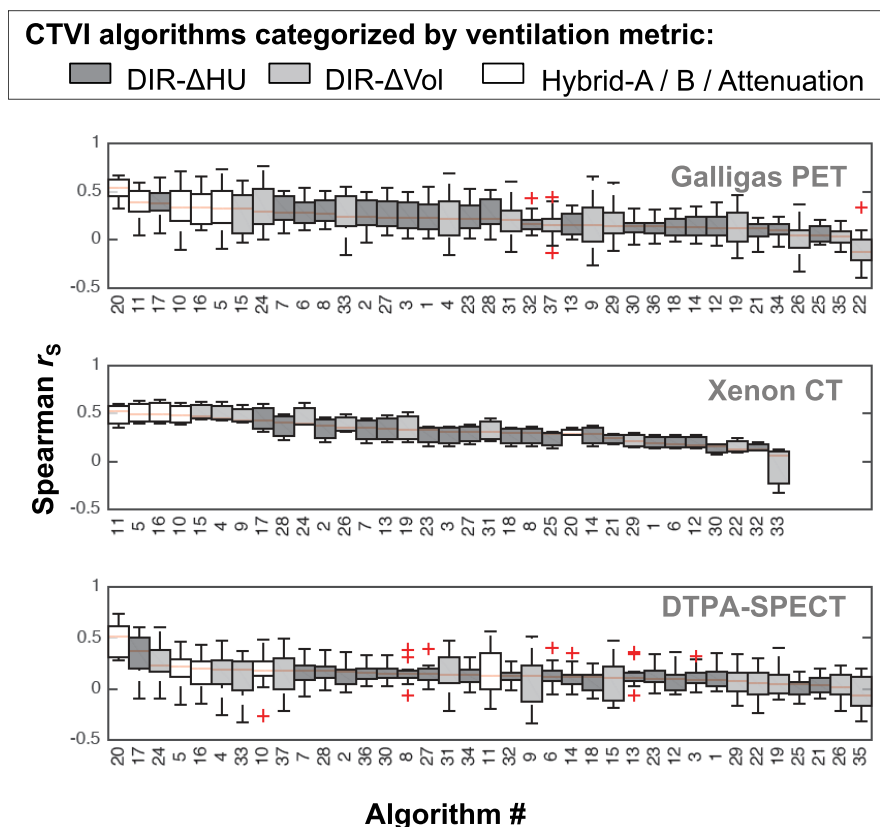 CTVI algorithms categorized by ventilation metric:
DIR-ΔHU DIR-ΔVol Hybrid-A / B / Attenuation
Galligas PET
1
0.5
0
-0.5
20 11 17 10 16 5 15 24 7 6 8 33 2 27 3 1 4 23 28 31 32 37 13 9 29 30 36 18 14 12 19 21 34 26 25 35 22
Spearman rs
Xenon CT
1
0.5
0
-0.5
11 5 16 10 15 4 9 17 28 24 2 26 7 13 19 23 3 27 31 18 8 25 20 14 21 29 1 6 12 30 22 32 33
DTPA-SPECT
1
0.5
0
-0.5
20 17 24 5 16 4 33 10 37 7 28 2 36 30 8 27 31 34 11 32 9 6 14 18 15 13 23 12 3 1 29 22 19 25 21 26 35
Algorithm #